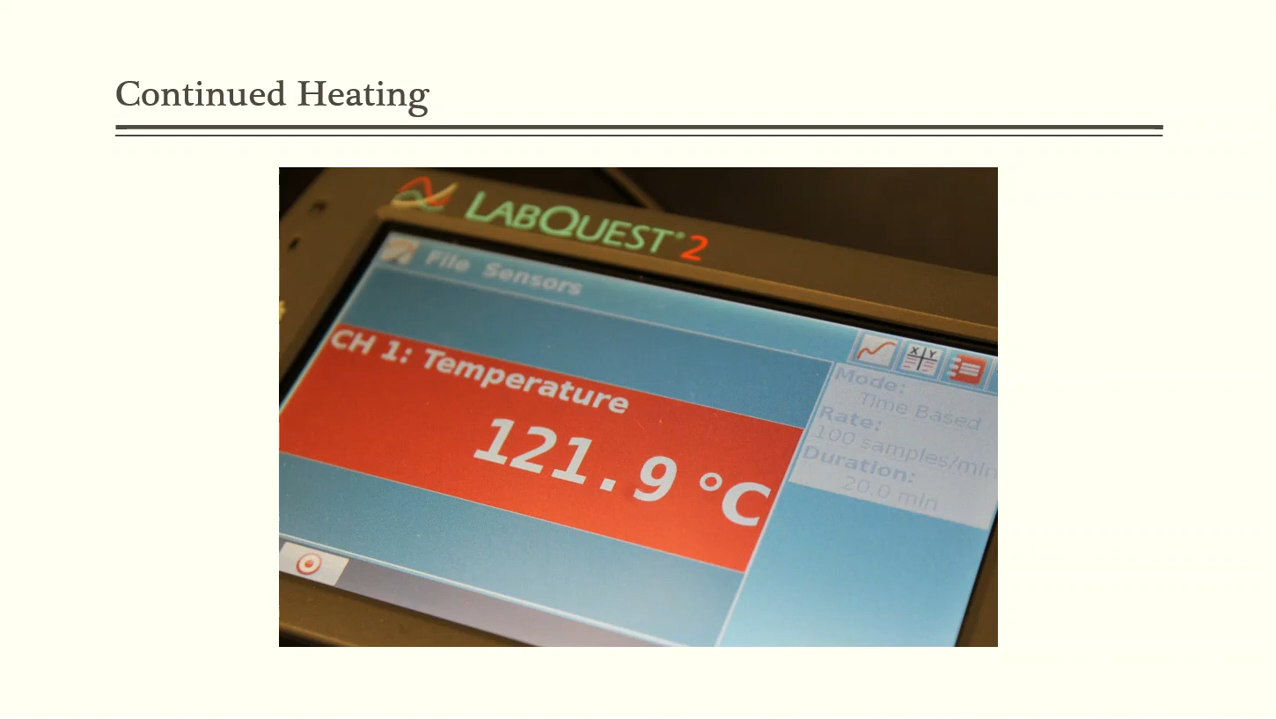 Continued Heating
LABQUEST® 2
File Sensors
CH 1: Temperature
121.9 °C
X Y
Mode:
Time Based
Rate:
100 samples/min
Duration:
20.0 min